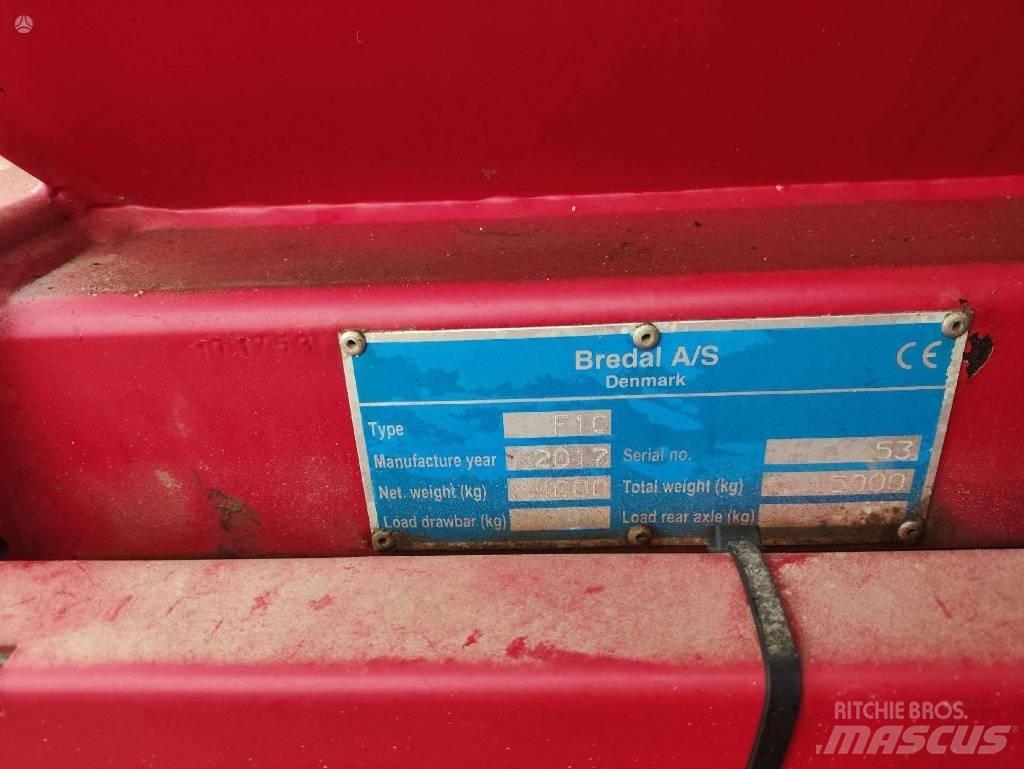 Bredal A/S
Denmark
CE
Type F10
Manufacture year 2017 Serial no. 53
Net. weight (kg) Total weight (kg)
Load drawbar (kg) Load rear axle (kg)
RITCHIE BROS.
MASCUS